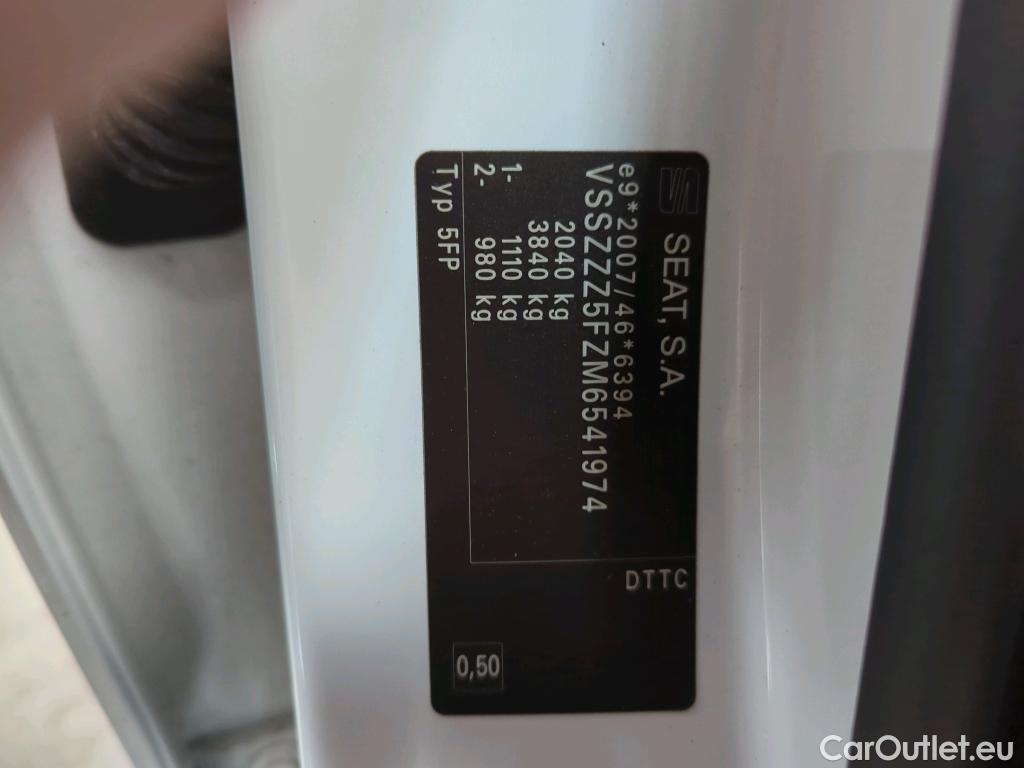 SEAT, S.A.
e9*2007/46*6394
VSSZZZ5FZM6541974
2040 kg
3840 kg
1- 1110 kg
2- 980 kg
Typ 5FP
DTTC
0,50
CarOutlet.eu